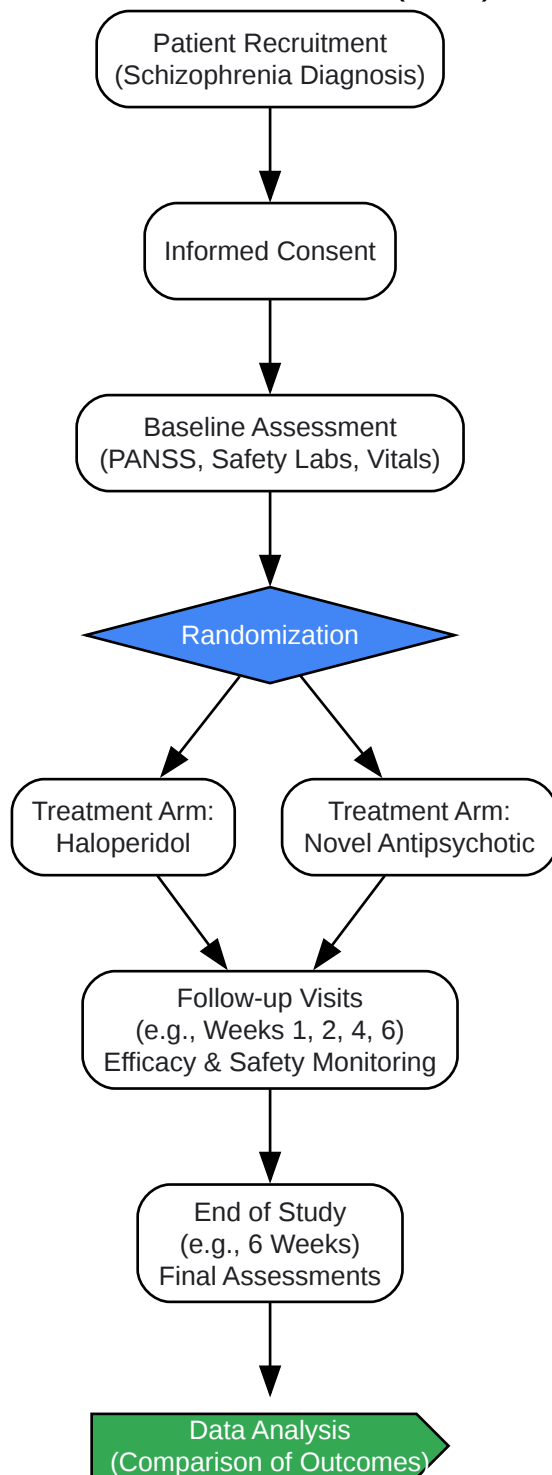 Patient Recruitment
(Schizophrenia Diagnosis)
Informed Consent
Baseline Assessment
(PANSS, Safety Labs, Vitals)
Randomization
Treatment Arm:
Haloperidol
Treatment Arm:
Novel Antipsychotic
Follow-up Visits
(e.g., Weeks 1, 2, 4, 6)
Efficacy & Safety Monitoring
End of Study
(e.g., 6 Weeks)
Final Assessments
Data Analysis
(Comparison of Outcomes)